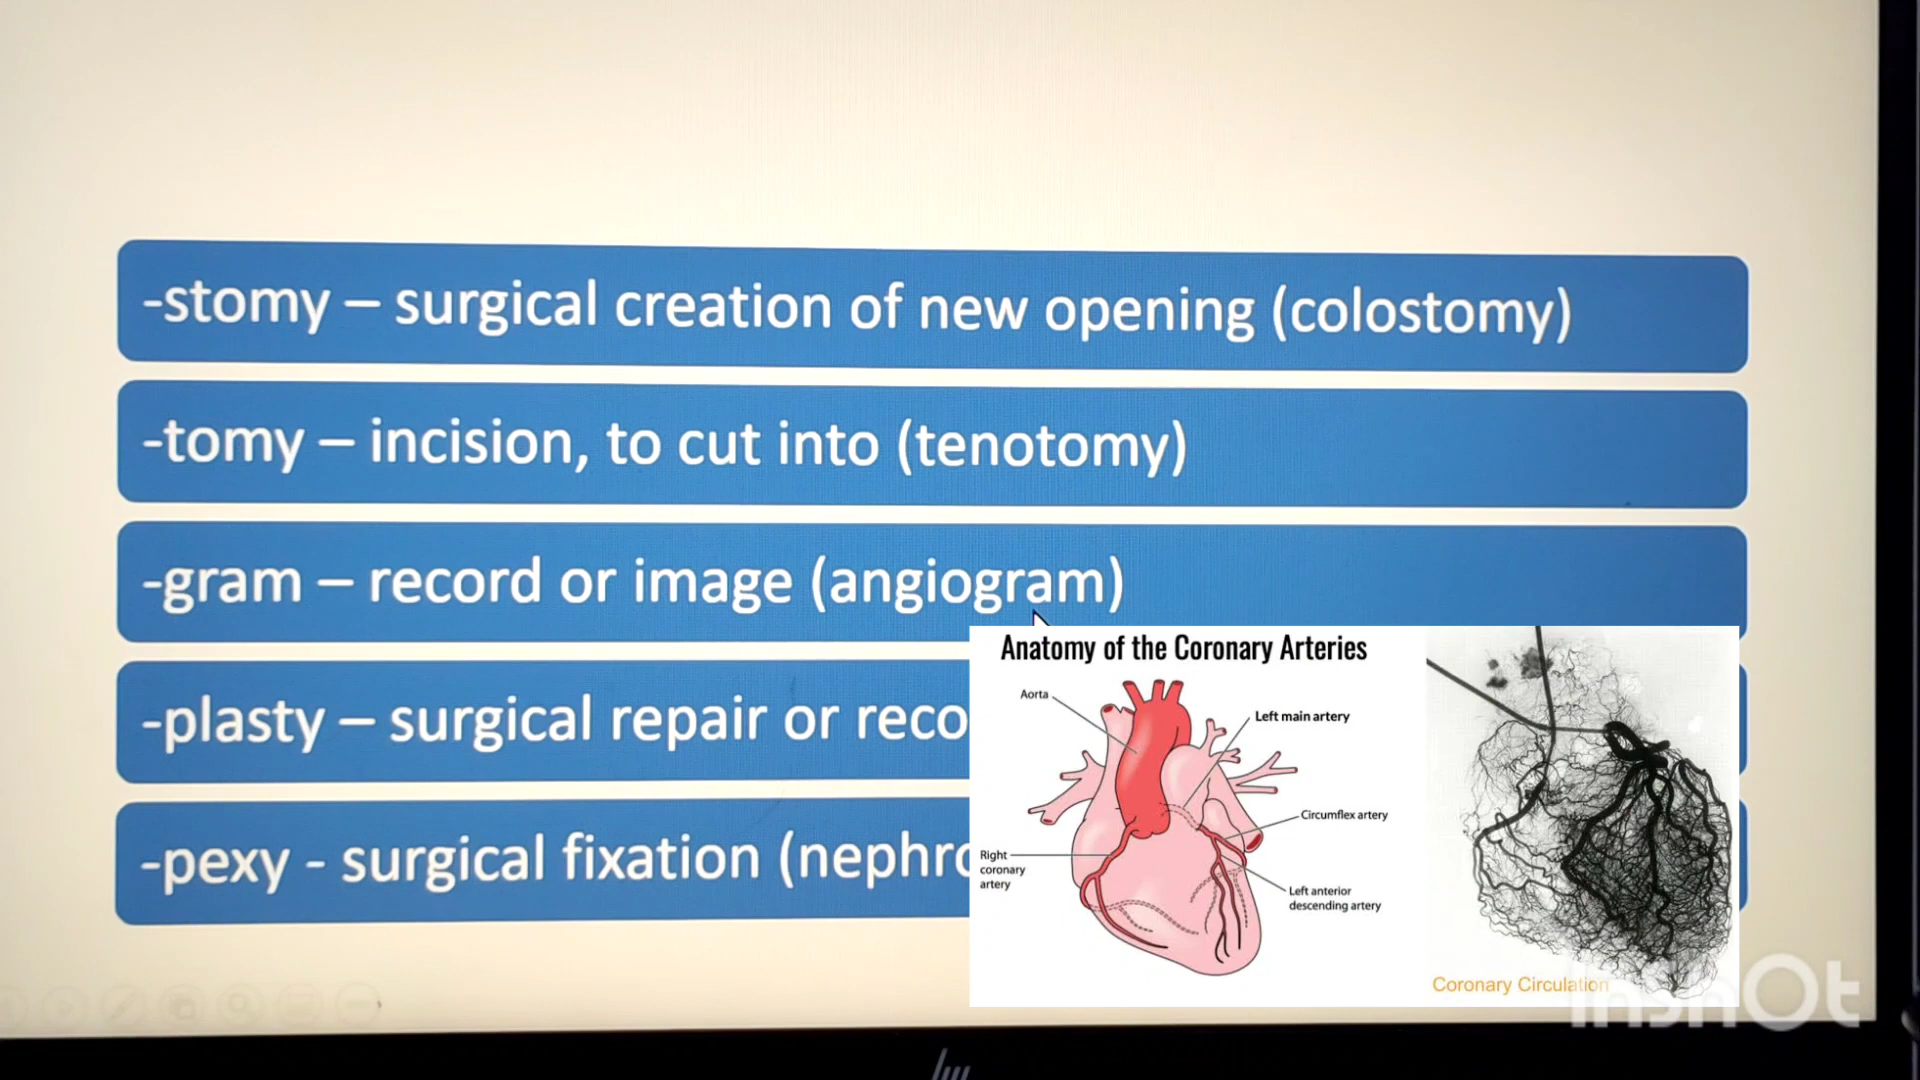 -stomy – surgical creation of new opening (colostomy)
-tomy – incision, to cut into (tenotomy)
-gram – record or image (angiogram)
-plasty – surgical repair or
-pexy - surgical fixation
Anatomy of the Coronary Arteries
Aorta
Left main artery
Circumflex artery
Right
coronary
artery
Left anterior
descending artery
Coronary Circulation
InShOt
hp